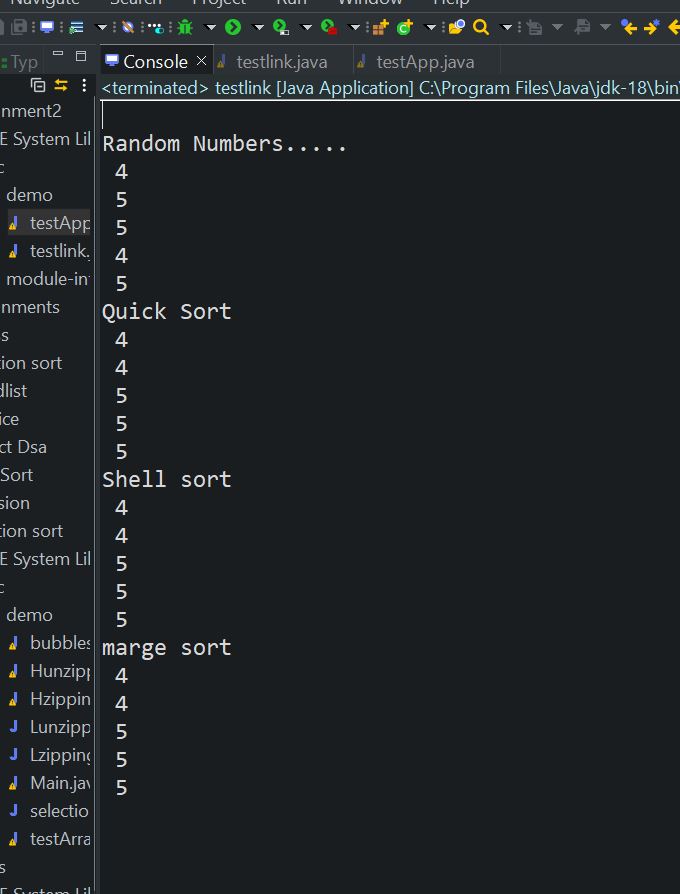 Navigate Search Project Run Window Help
Typ
Console
testlink.java
testApp.java
<terminated> testlink [Java Application] C:\Program Files\Java\jdk-18\bin\
nment2
E System Lil
c
demo
testApp
testlink.
module-in
nments
s
ion sort
dlist
ice
ct Dsa
Sort
sion
tion sort
E System Lil
c
demo
bubbles
Hunzipp
Hzippin
Lunzipp
Lzipping
Main.jav
selectio
testArra
s
E System Lil
Random Numbers.....
4
5
5
4
5
Quick Sort
4
4
5
5
5
Shell sort
4
4
5
5
5
marge sort
4
4
5
5
5